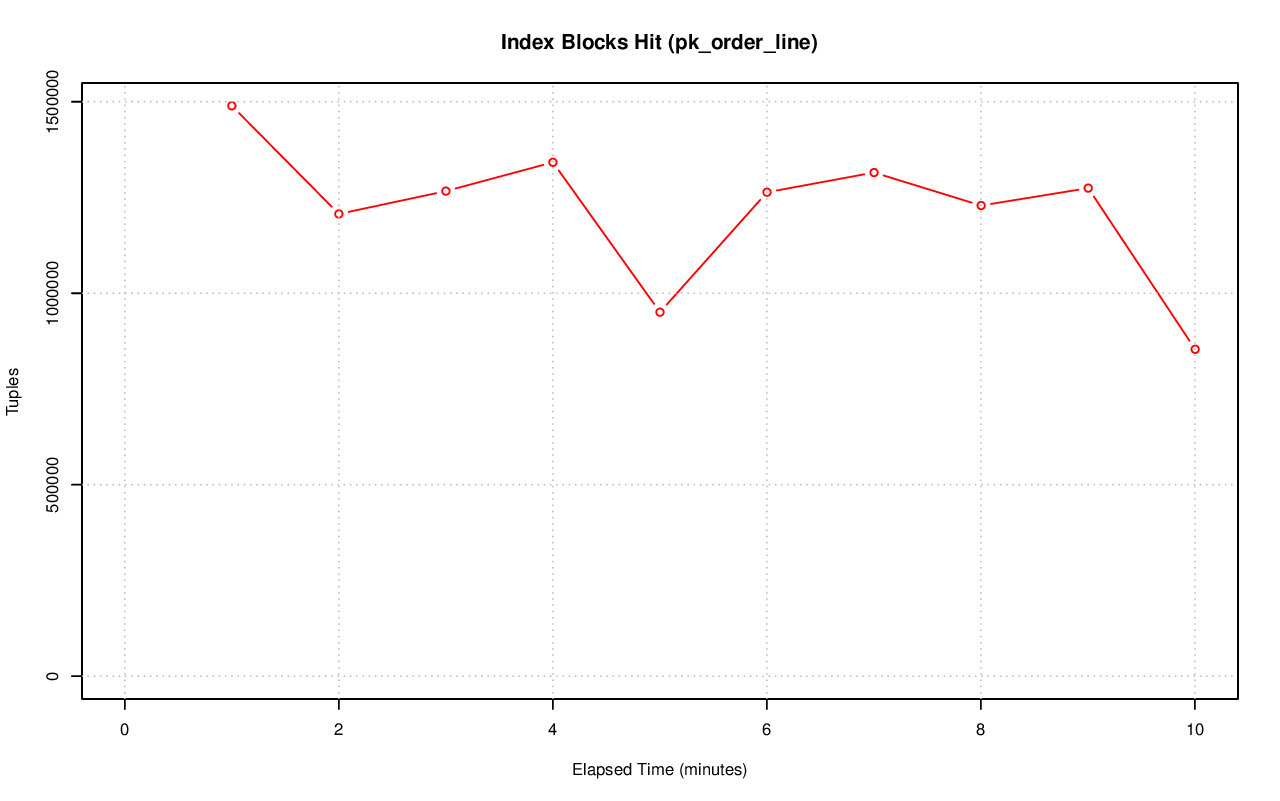 Index Blocks Hit (pk_order_line)
Tuples
1500000
1000000
500000
0
0 2 4 6 8 10
Elapsed Time (minutes)